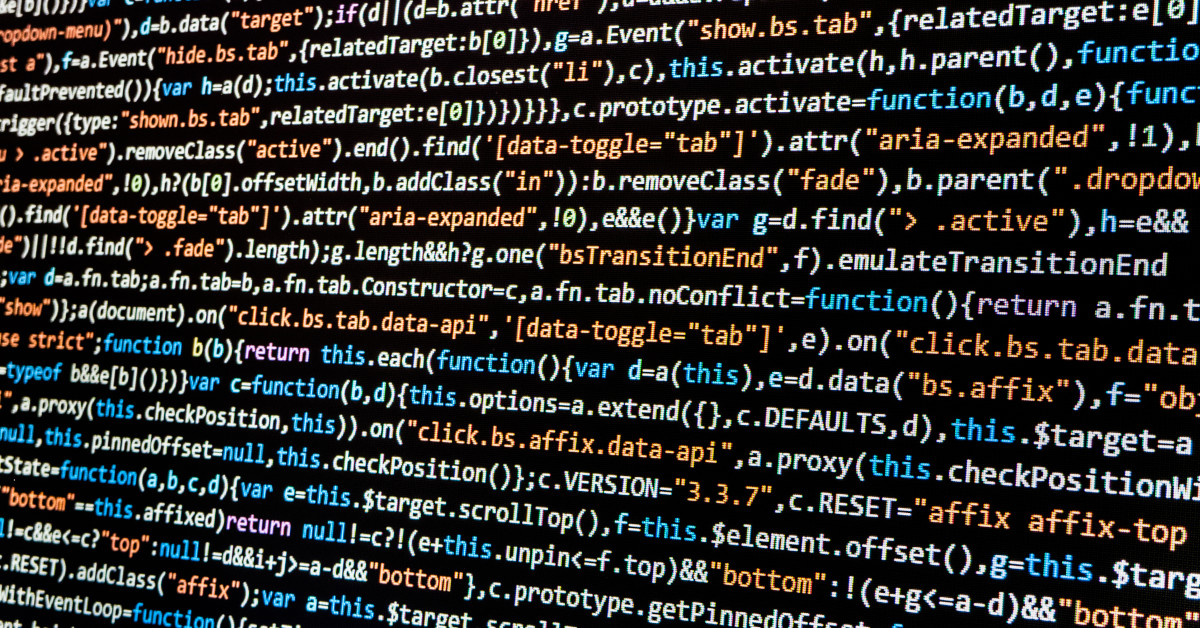 ropdown-menu)"),d=b.data("target");if(d||(d=b.attr("href"),
st a"),f=a.Event("hide.bs.tab",{relatedTarget:b[0]}),g=a.Event("show.bs.tab",{relatedTarget:e[0]
faultPrevented()){var h=a(d);this.activate(b.closest("li"),c),this.activate(h,h.parent(),functio
rigger({type:"shown.bs.tab",relatedTarget:e[0]})})}}},c.prototype.activate=function(b,d,e){func
u > .active").removeClass("active").end().find('[data-toggle="tab"]').attr("aria-expanded",!1),
ia-expanded",!0),h?(b[0].offsetWidth,b.addClass("in")):b.removeClass("fade"),b.parent(".dropdow
().find('[data-toggle="tab"]').attr("aria-expanded",!0),e&&e()}var g=d.find("> .active"),h=e&&
de")||!!d.find("> .fade").length);g.length&&h?g.one("bsTransitionEnd",f).emulateTransitionEnd
;var d=a.fn.tab;a.fn.tab=b,a.fn.tab.Constructor=c,a.fn.tab.noConflict=function(){return a.fn.t
"show")};a(document).on("click.bs.tab.data-api",'[data-toggle="tab"]',e).on("click.bs.tab.data
se strict";function b(b){return this.each(function(){var d=a(this),e=d.data("bs.affix"),f="ob
=typeof b&&e[b]()})}var c=function(b,d){this.options=a.extend({},c.DEFAULTS,d),this.$target=a
",a.proxy(this.checkPosition,this)).on("click.bs.affix.data-api",a.proxy(this.checkPositionWi
null,this.pinnedOffset=null,this.checkPosition()};c.VERSION="3.3.7",c.RESET="affix affix-top
tState=function(a,b,c,d){var e=this.$target.scrollTop(),f=this.$element.offset(),g=this.$targ
"bottom"==this.affixed)return null!=c?!(e+this.unpin<=f.top)&&"bottom":!(e+g<=a-d)&&"bottom"
l!=c&&e<=c?"top":null!=d&&i+j>=a-d&&"bottom"},c.prototype.getPinnedOffset
.RESET).addClass("affix");var a=this.$target
WithEventLoop=function(){